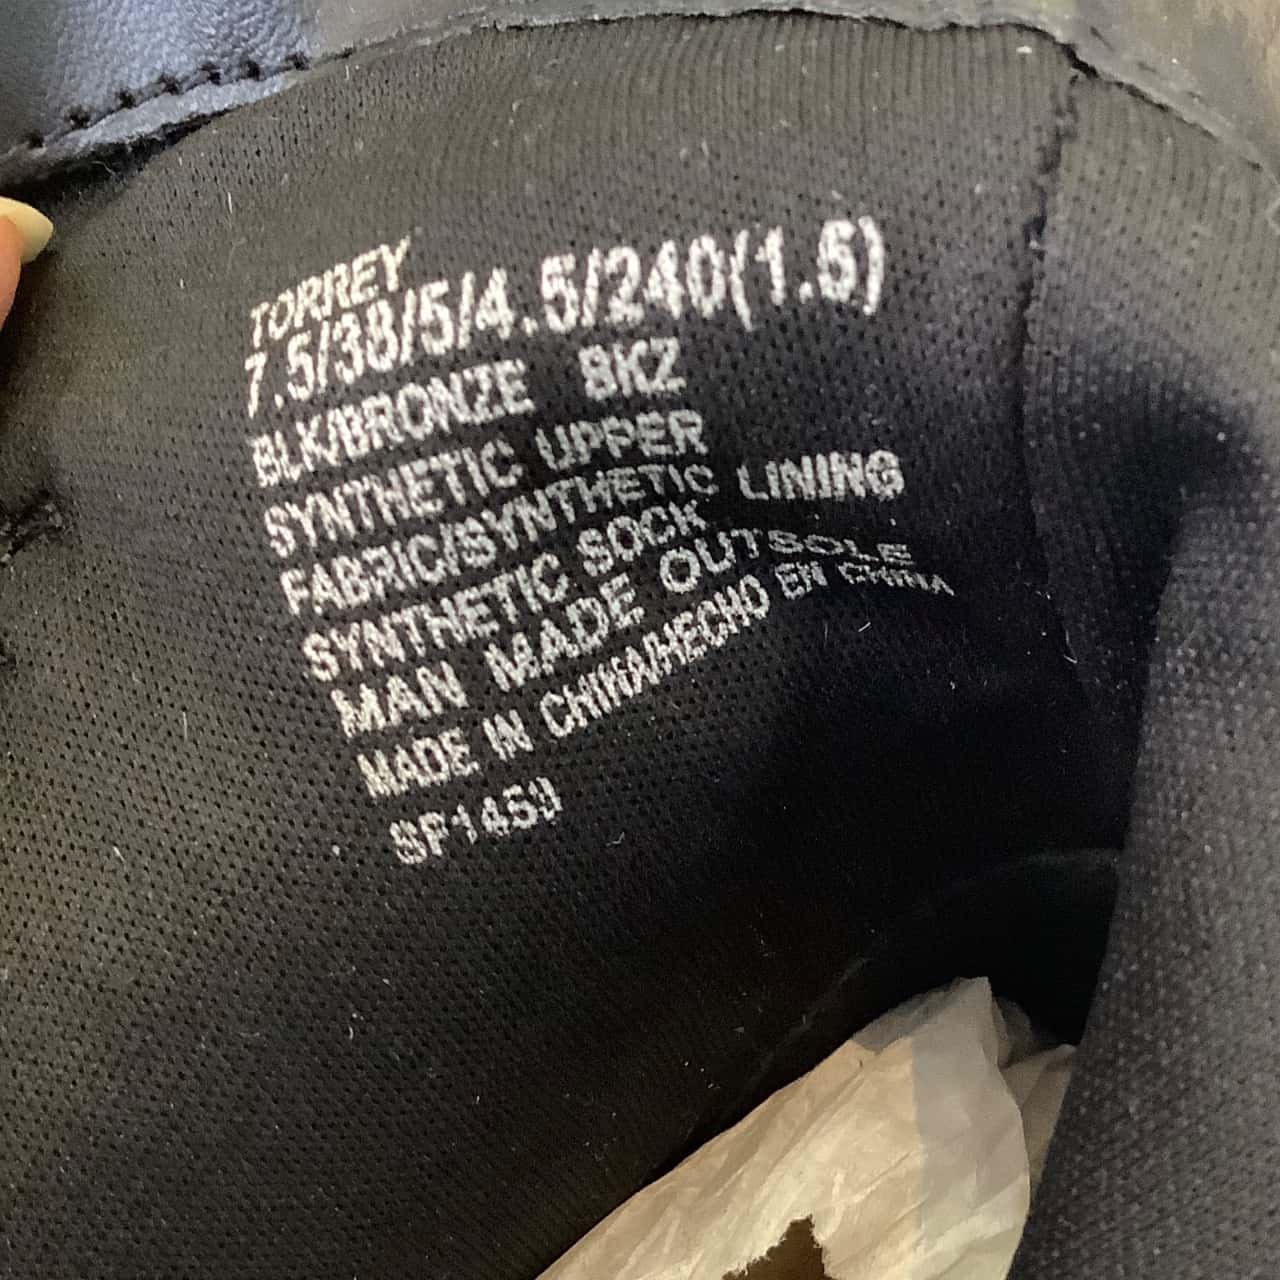 TORREY
7.5/38/5/4.5/240(1.5)
BLK/BRONZE BKZ
SYNTHETIC UPPER
FABRIC/SYNTHETIC LINING
SYNTHETIC SOCK
MAN MADE OUTSOLE
MADE IN CHINA/HECHO EN CHINA
SP1459